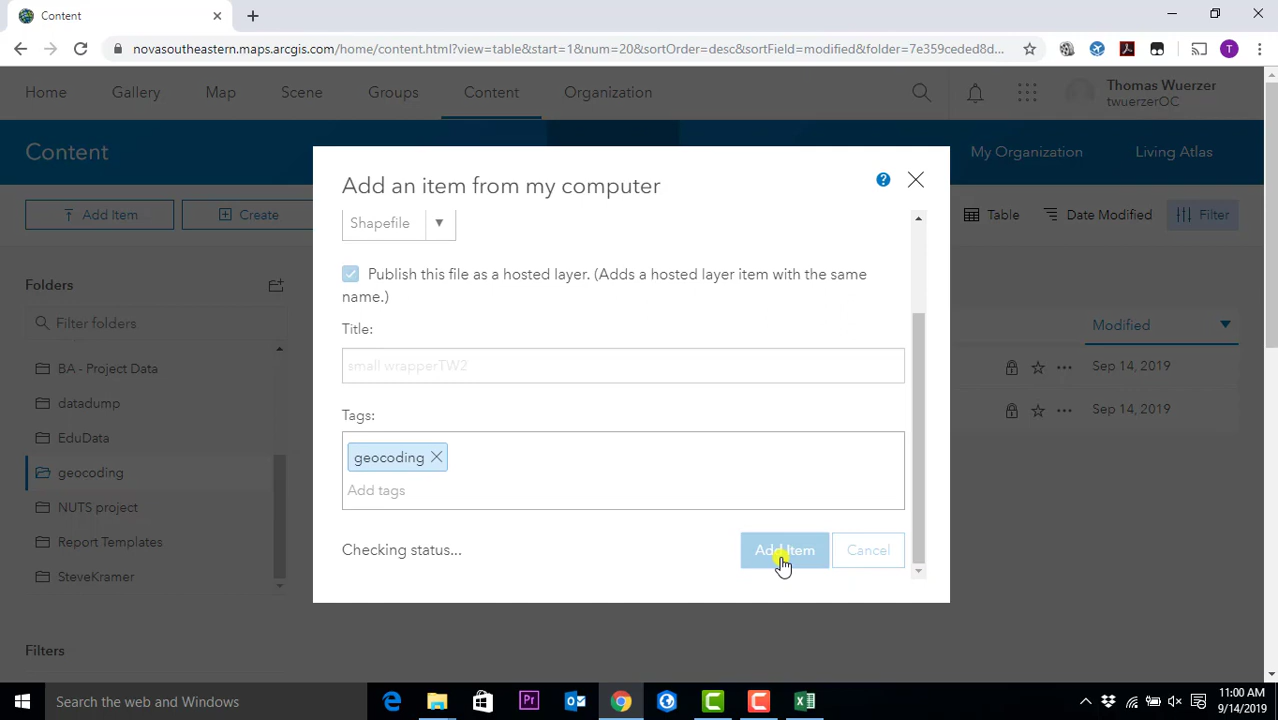 Content
novasoutheastern.maps.arcgis.com/home/content.html?view=table&start=1&num=20&sortOrder=desc&sortField=modified&folder=7e359ceded8d...
T
Home Gallery Map Scene Groups Content Organization
Thomas Wuerzer
twuerzerOC
Content
My Organization Living Atlas
Add an item from my computer
?
Add Item Create
Table Date Modified Filter
Shapefile
Publish this file as a hosted layer. (Adds a hosted layer item with the same
name.)
Folders
Filter folders
Title:
Modified
small wrapperTW2
BA - Project Data
Sep 14, 2019
datadump
Sep 14, 2019
Tags:
EduData
geocoding
geocoding
Add tags
NUTS project
Report Templates
Checking status...
Add Item Cancel
SteveKramer
Filters
Search the web and Windows
11:00 AM
9/14/2019